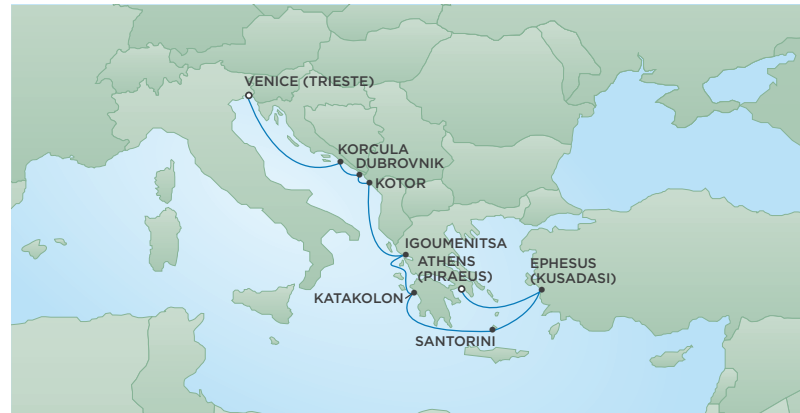 VENICE (TRIESTE)
KORCULA
DUBROVNIK
KOTOR
IGOUMENITSA
ATHENS
(PIRAEUS)
EPHESUS
(KUSADASI)
KATAKOLON
SANTORINI